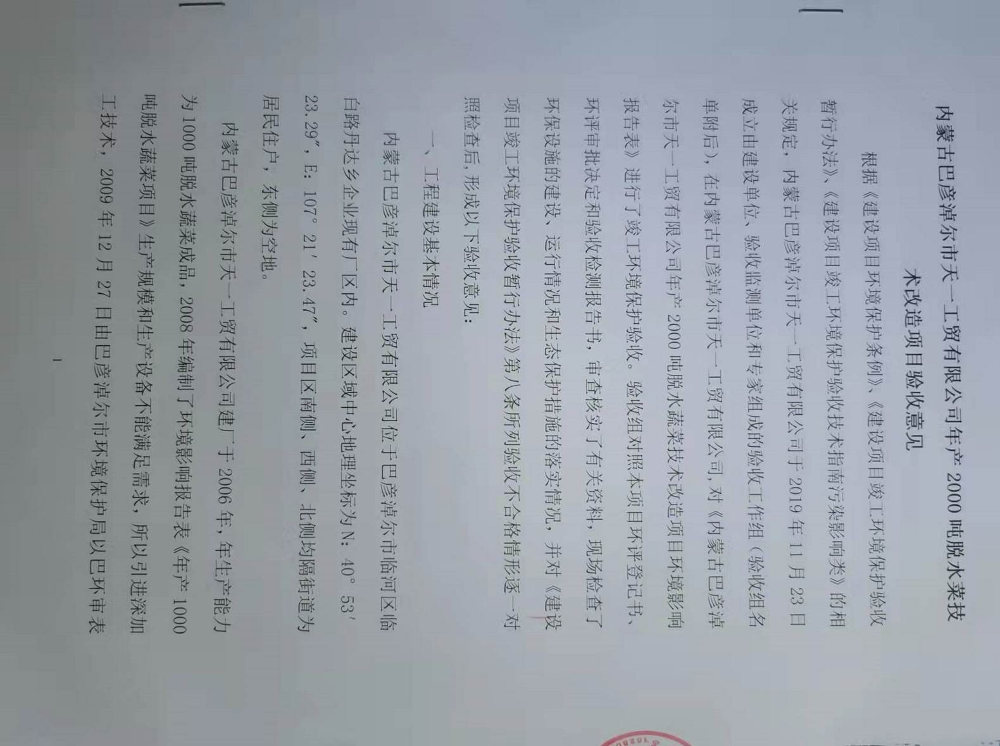 内蒙古巴彦淖尔市天一工贸有限公司年产 2000 吨脱水菜技
术改造项目验收意见
根据《建设项目环境保护条例》、《建设项目竣工环境保护验收
暂行办法》、《建设项目竣工环境保护验收技术指南污染影响类》的相
关规定，内蒙古巴彦淖尔市天一工贸有限公司于 2019 年 11 月 23 日
成立由建设单位、验收监测单位和专家组成的验收工作组（验收组名
单附后），在内蒙古巴彦淖尔市天一工贸有限公司,对《内蒙古巴彦淖
尔市天一工贸有限公司年产 2000 吨脱水蔬菜技术改造项目环境影响
报告表》进行了竣工环境保护验收。验收组对照本项目环评登记书、
环评审批决定和验收检测报告书，审查核实了有关资料，现场检查了
环保设施的建设、运行情况和生态保护措施的落实情况，并对《建设
项目竣工环境保护验收暂行办法》第八条所列验收不合格情形逐一对
照检查后,形成以下验收意见：
一、工程建设基本情况
内蒙古巴彦淖尔市天一工贸有限公司位于巴彦淖尔市临河区临
白路丹达乡企业现有厂区内。建设区域中心地理坐标为 N：40° 53′
23.29″，E：107° 21′ 23.47″，项目区南侧、西侧、北侧均隔街道为
居民住户，东侧为空地。
内蒙古巴彦淖尔市天一工贸有限公司建厂于 2006 年，年生产能力
为 1000 吨脱水蔬菜成品，2008 年编制了环境影响报告表《年产 1000
吨脱水蔬菜项目》生产规模和生产设备不能满足需求，所以引进深加
工技术，2009 年 12 月 27 日由巴彦淖尔市环境保护局以巴环审表
1